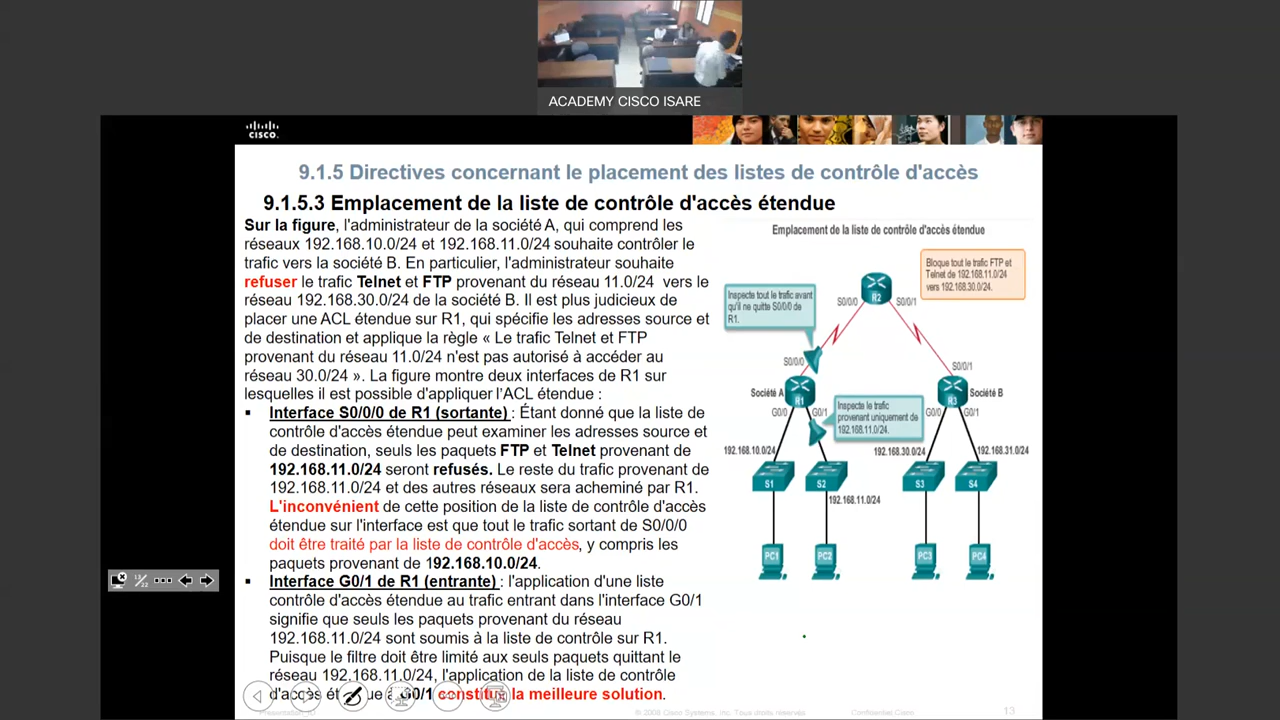 ACADEMY CISCO ISARE
CISCO
9.1.5 Directives concernant le placement des listes de contrôle d'accès
9.1.5.3 Emplacement de la liste de contrôle d'accès étendue
Sur la figure, l'administrateur de la société A, qui comprend les
réseaux 192.168.10.0/24 et 192.168.11.0/24 souhaite contrôler le
trafic vers la société B. En particulier, l'administrateur souhaite
refuser le trafic Telnet et FTP provenant du réseau 11.0/24 vers le
réseau 192.168.30.0/24 de la société B. Il est plus judicieux de
placer une ACL étendue sur R1, qui spécifie les adresses source et
de destination et applique la règle « Le trafic Telnet et FTP
provenant du réseau 11.0/24 n'est pas autorisé à accéder au
réseau 30.0/24 ». La figure montre deux interfaces de R1 sur
lesquelles il est possible d'appliquer l'ACL étendue :
▪ Interface S0/0/0 de R1 (sortante) : Étant donné que la liste de
contrôle d'accès étendue peut examiner les adresses source et
de destination, seuls les paquets FTP et Telnet provenant de
192.168.11.0/24 seront refusés. Le reste du trafic provenant de
192.168.11.0/24 et des autres réseaux sera acheminé par R1.
L'inconvénient de cette position de la liste de contrôle d'accès
étendue sur l'interface est que tout le trafic sortant de S0/0/0
doit être traité par la liste de contrôle d'accès, y compris les
paquets provenant de 192.168.10.0/24.
▪ Interface G0/1 de R1 (entrante) : l'application d'une liste
contrôle d'accès étendue au trafic entrant dans l'interface G0/1
signifie que seuls les paquets provenant du réseau
192.168.11.0/24 sont soumis à la liste de contrôle sur R1.
Puisque le filtre doit être limité aux seuls paquets quittant le
réseau 192.168.11.0/24, l'application de la liste de contrôle
d'accès G0/1 constitue la meilleure solution.
Emplacement de la liste de contrôle d'accès étendue
Bloque tout le trafic FTP et
Telnet de 192.168.11.0/24
vers 192.168.30.0/24.
Inspecte tout le trafic avant
qu'il ne quitte S0/0/0 de
R1.
R2
S0/0/0
S0/0/1
S0/0/0
S0/0/1
Société A
R1
Société B
R3
G0/0
G0/1
Inspecte le trafic
provenant uniquement de
192.168.11.0/24.
G0/0
G0/1
192.168.10.0/24
192.168.30.0/24
192.168.31.0/24
S1
S2
S3
S4
192.168.11.0/24
PC1
PC2
PC3
PC4
Presentation_ID
© 2008 Cisco Systems, Inc. Tous droits réservés
Confidentiel Cisco
13